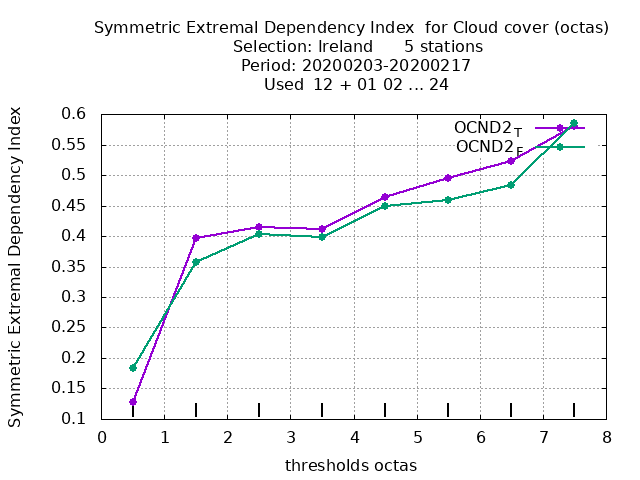 Symmetric Extremal Dependency Index  for Cloud cover (octas)
Selection: Ireland      5 stations
Period: 20200203-20200217
Used  12 + 01 02 ... 24
Symmetric Extremal Dependency Index
0.6
0.55
0.5
0.45
0.4
0.35
0.3
0.25
0.2
0.15
0.1
OCND2T
OCND2F
0 1 2 3 4 5 6 7 8
thresholds octas